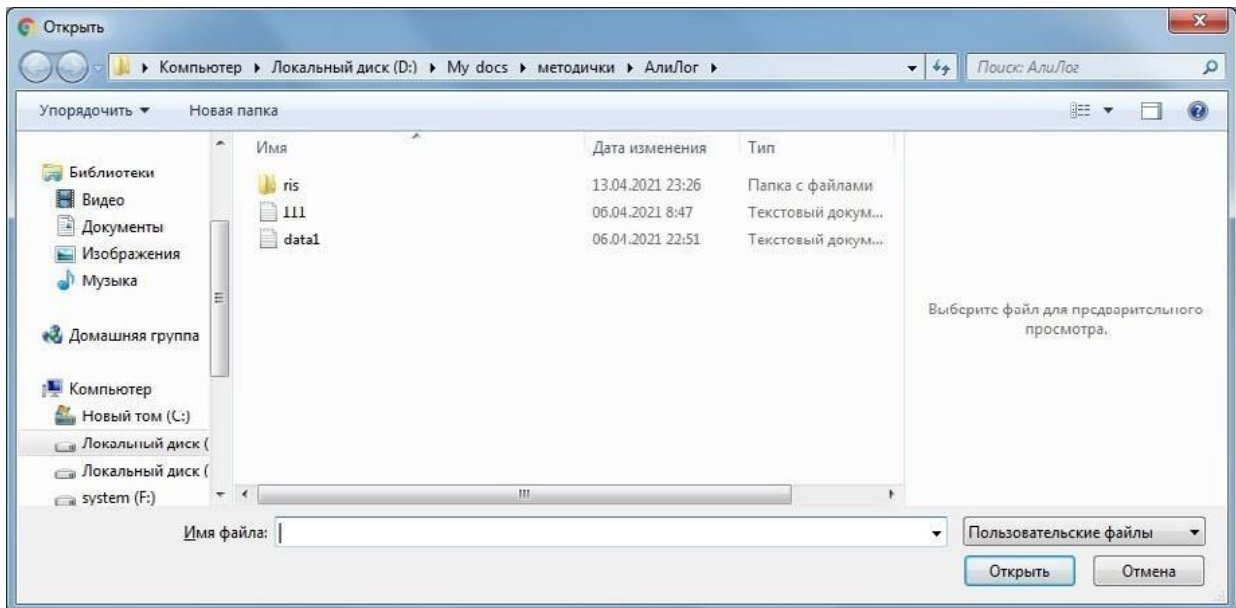 Открыть
Компьютер ▸ Локальный диск (D:) ▸ My docs ▸ методички ▸ АлиЛог ▸
Поиск: АлиЛог
Упорядочить ▼ Новая папка
Имя Дата изменения Тип
ris 13.04.2021 23:26 Папка с файлами
111 06.04.2021 8:47 Текстовый докум...
data1 06.04.2021 22:51 Текстовый докум...
Библиотеки
Видео
Документы
Изображения
Музыка
Домашняя группа
Компьютер
Новый том (C:)
Локальный диск (
Локальный диск (
system (F:)
Выберите файл для предварительного
просмотра.
Имя файла:
Пользовательские файлы
Открыть Отмена